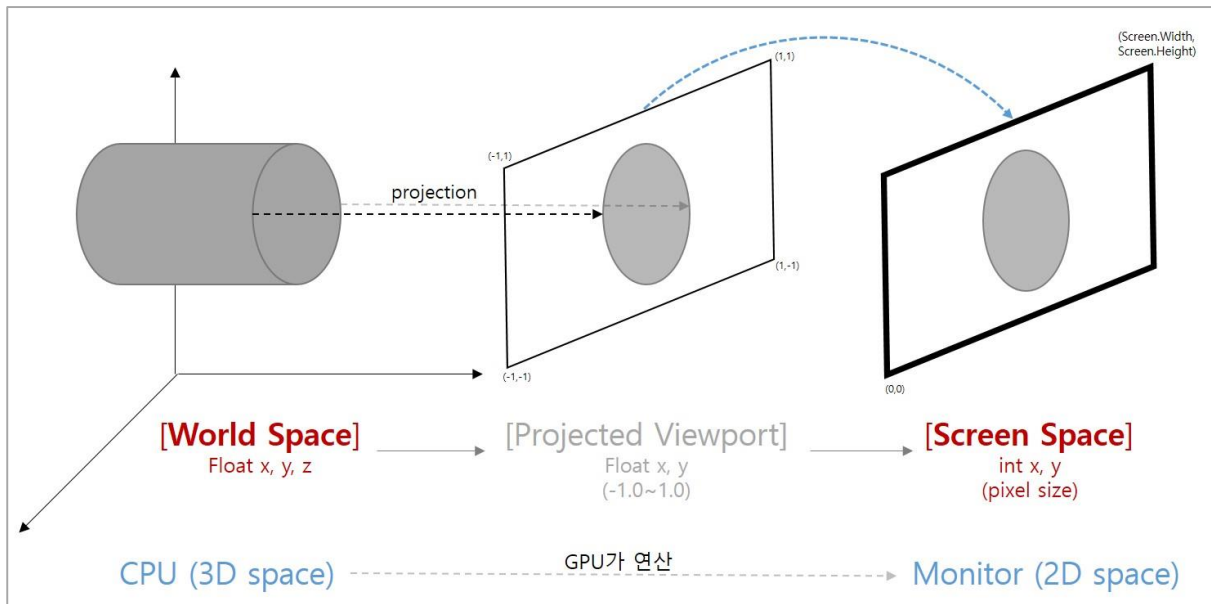 (Screen.Width,
Screen.Height)
(1,1)
(-1,1)
projection
(1,-1)
(-1,-1)
(0,0)
[World Space]
Float x, y, z
[Projected Viewport]
Float x, y
(-1.0~1.0)
[Screen Space]
int x, y
(pixel size)
CPU (3D space)
GPU가 연산
Monitor (2D space)